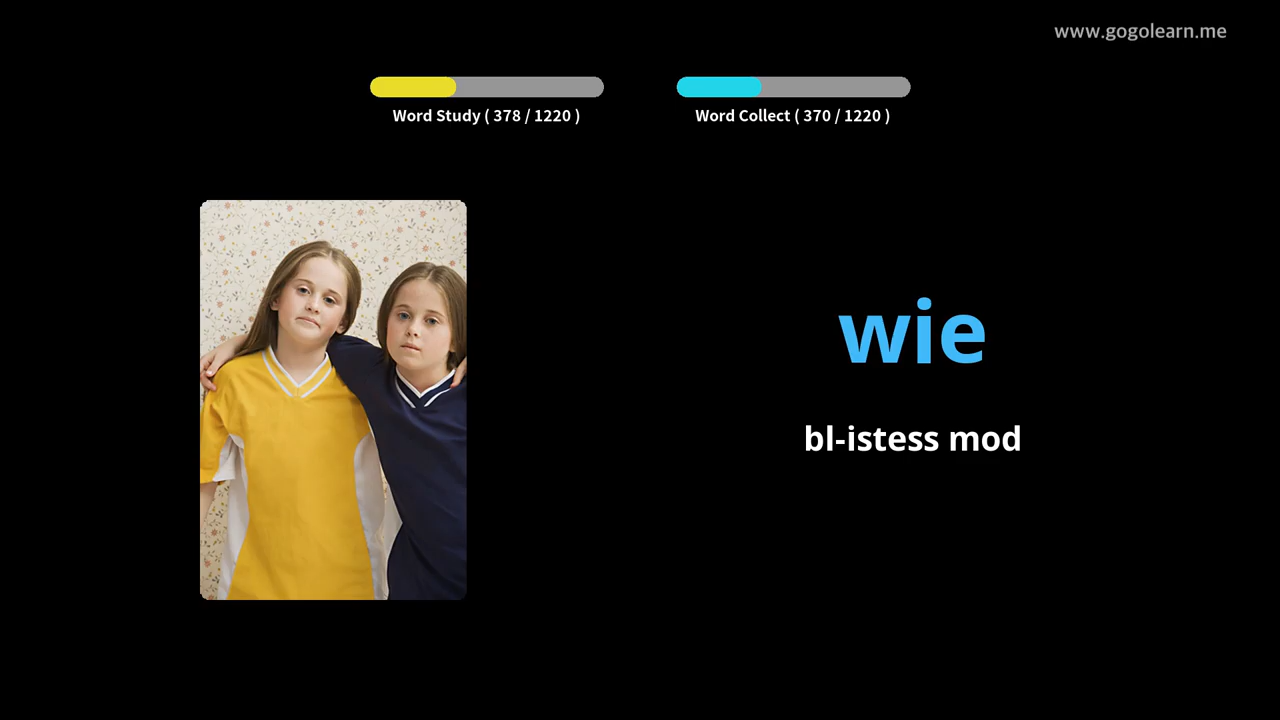 www.gogolearn.me
Word Study ( 378 / 1220 )
Word Collect ( 370 / 1220 )
wie
bl-istess mod